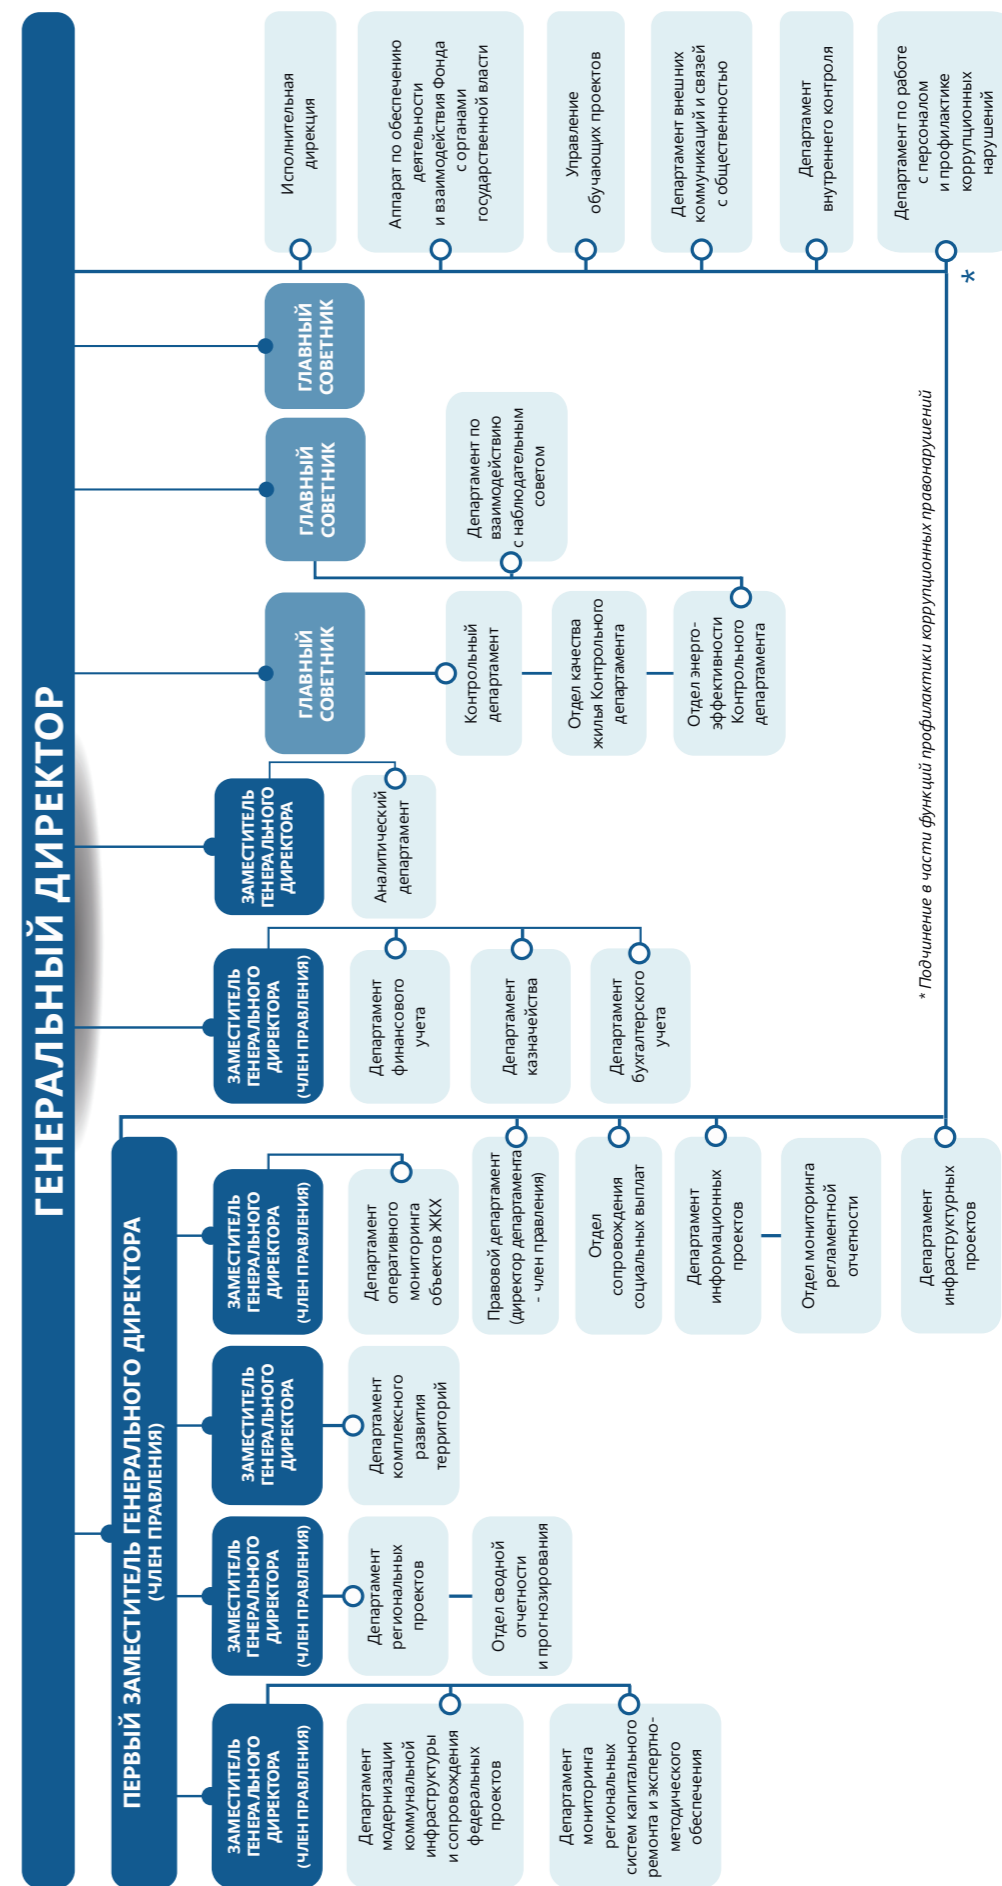 ГЕНЕРАЛЬНЫЙ ДИРЕКТОР
ПЕРВЫЙ ЗАМЕСТИТЕЛЬ ГЕНЕРАЛЬНОГО ДИРЕКТОРА
(ЧЛЕН ПРАВЛЕНИЯ)
ЗАМЕСТИТЕЛЬ
ГЕНЕРАЛЬНОГО
ДИРЕКТОРА
(ЧЛЕН ПРАВЛЕНИЯ)
Департамент
модернизации
коммунальной
инфраструктуры
и сопровождения
федеральных
проектов
Департамент
мониторинга
региональных
систем капитального
ремонта и экспертно-
методического
обеспечения
ЗАМЕСТИТЕЛЬ
ГЕНЕРАЛЬНОГО
ДИРЕКТОРА
(ЧЛЕН ПРАВЛЕНИЯ)
Департамент
региональных
проектов
Отдел сводной
отчетности
и прогнозирования
ЗАМЕСТИТЕЛЬ
ГЕНЕРАЛЬНОГО
ДИРЕКТОРА
Департамент
комплексного
развития
территорий
ЗАМЕСТИТЕЛЬ
ГЕНЕРАЛЬНОГО
ДИРЕКТОРА
(ЧЛЕН ПРАВЛЕНИЯ)
Департамент
оперативного
мониторинга
объектов ЖКХ
Правовой департамент
(директор департамента
- член правления)
Отдел
сопровождения
социальных выплат
Департамент
информационных
проектов
Отдел мониторинга
регламентной
отчетности
Департамент
инфраструктурных
проектов
ЗАМЕСТИТЕЛЬ
ГЕНЕРАЛЬНОГО
ДИРЕКТОРА
(ЧЛЕН ПРАВЛЕНИЯ)
Департамент
финансового
учета
Департамент
казначейства
Департамент
бухгалтерского
учета
ЗАМЕСТИТЕЛЬ
ГЕНЕРАЛЬНОГО
ДИРЕКТОРА
Аналитический
департамент
ГЛАВНЫЙ
СОВЕТНИК
Контрольный
департамент
Отдел качества
жилья Контрольного
департамента
Отдел энерго-
эффективности
Контрольного
департамента
ГЛАВНЫЙ
СОВЕТНИК
Департамент по
взаимодействию
с наблюдательным
советом
ГЛАВНЫЙ
СОВЕТНИК
Исполнительная
дирекция
Аппарат по обеспечению
деятельности
и взаимодействия Фонда
с органами
государственной власти
Управление
обучающих проектов
Департамент внешних
коммуникаций и связей
с общественностью
Департамент
внутреннего контроля
Департамент по работе
с персоналом
и профилактике
коррупционных
нарушений
*
* Подчинение в части функций профилактики коррупционных правонарушений